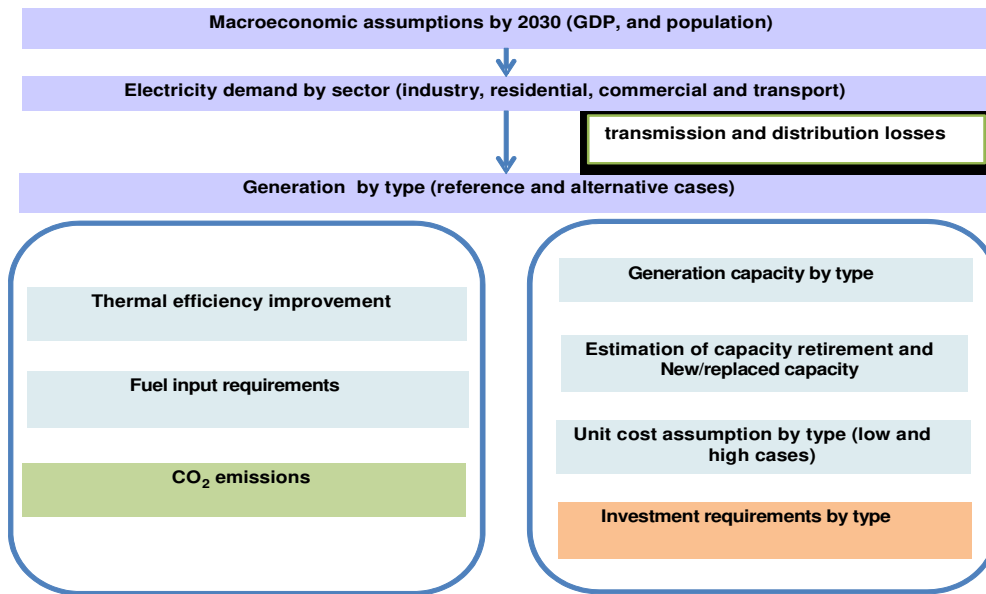 Macroeconomic assumptions by 2030 (GDP, and population)
Electricity demand by sector (industry, residential, commercial and transport)
transmission and distribution losses
Generation by type (reference and alternative cases)
Thermal efficiency improvement
Fuel input requirements
CO₂ emissions
Generation capacity by type
Estimation of capacity retirement and
New/replaced capacity
Unit cost assumption by type (low and
high cases)
Investment requirements by type